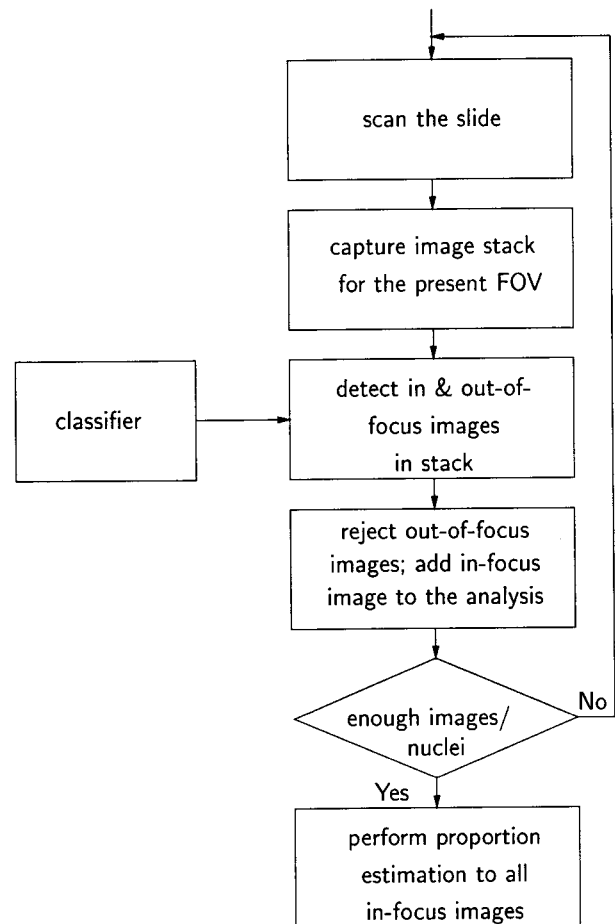 scan the slide
capture image stack
for the present FOV
classifier
detect in & out-of-
focus images
in stack
reject out-of-focus
images; add in-focus
image to the analysis
enough images/
nuclei
No
Yes
perform proportion
estimation to all
in-focus images